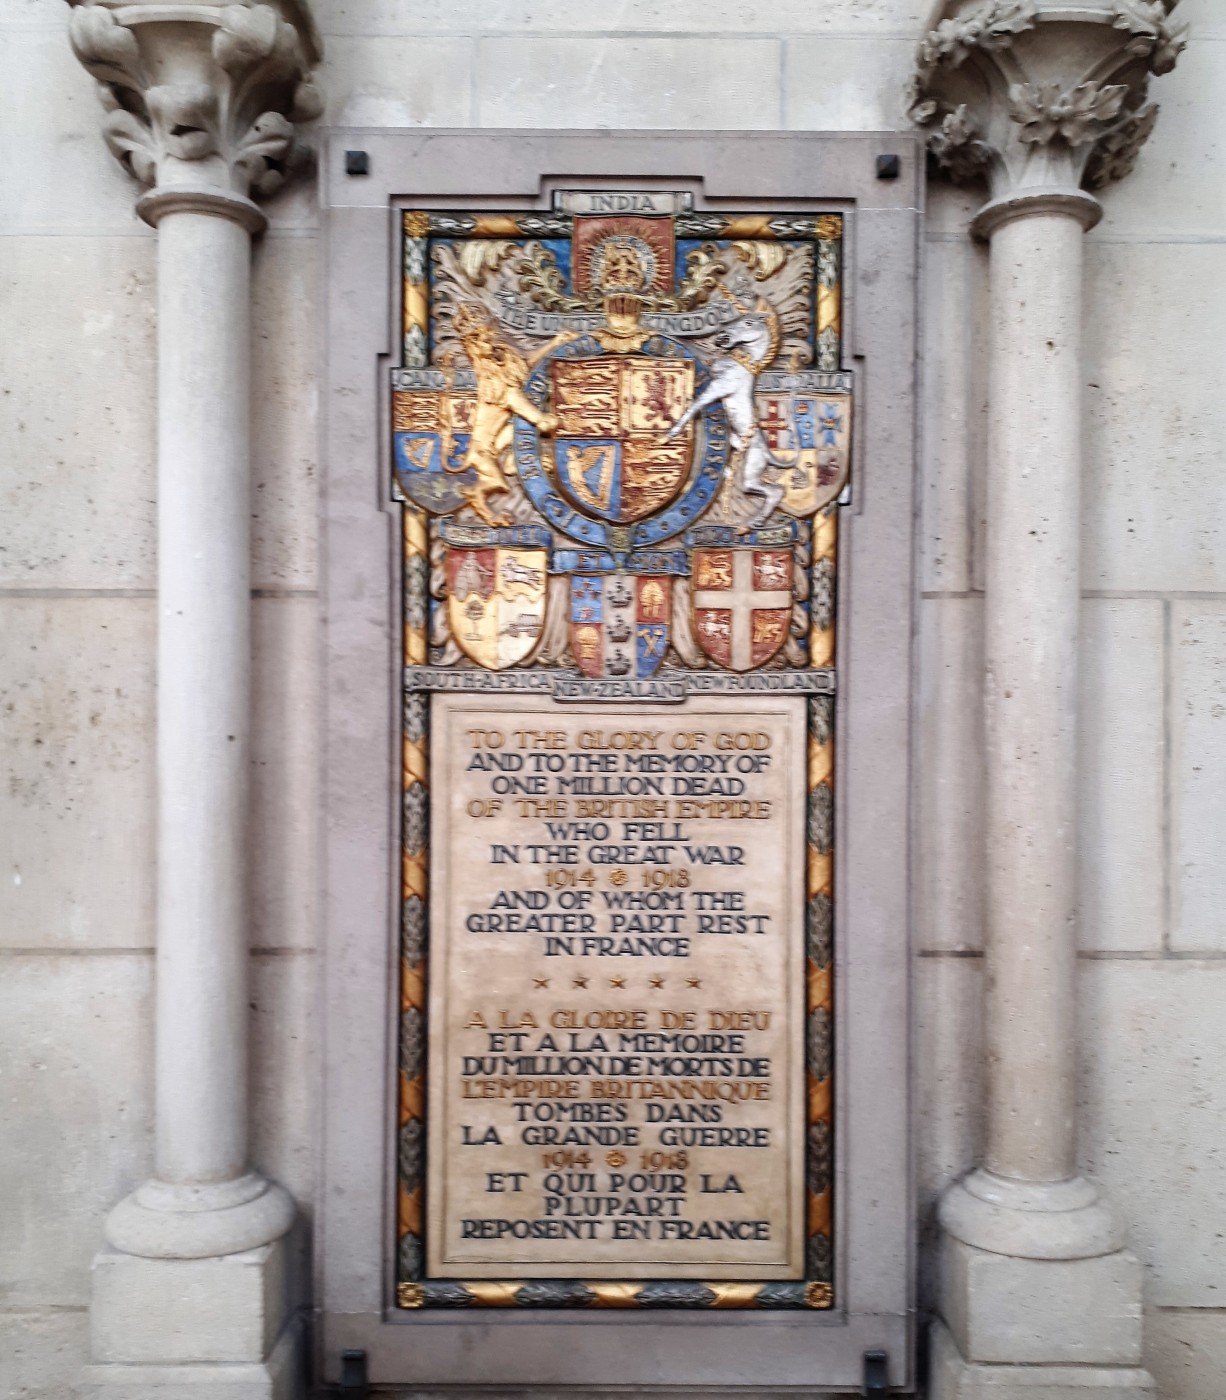 INDIA
THE UNITED KINGDOM
CANADA
AUSTRALIA
SOUTH·AFRICA
NEW·ZEALAND
NEWFOUNDLAND
TO THE GLORY OF GOD
AND TO THE MEMORY OF
ONE MILLION DEAD
OF THE BRITISH EMPIRE
WHO FELL
IN THE GREAT WAR
1914 1918
AND OF WHOM THE
GREATER PART REST
IN FRANCE
A LA GLOIRE DE DIEU
ET A LA MEMOIRE
DU MILLION DE MORTS DE
L'EMPIRE BRITANNIQUE
TOMBES DANS
LA GRANDE GUERRE
1914 1918
ET QUI POUR LA
PLUPART
REPOSENT EN FRANCE